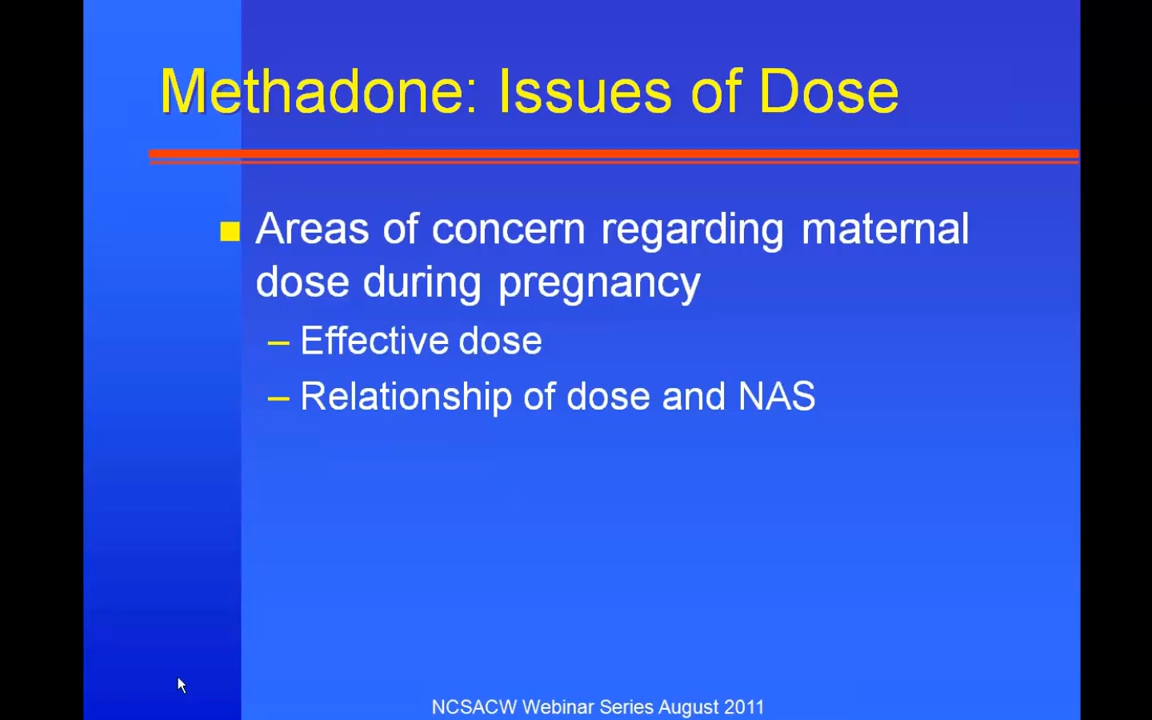 Methadone: Issues of Dose
Areas of concern regarding maternal
dose during pregnancy
– Effective dose
– Relationship of dose and NAS
NCSACW Webinar Series August 2011